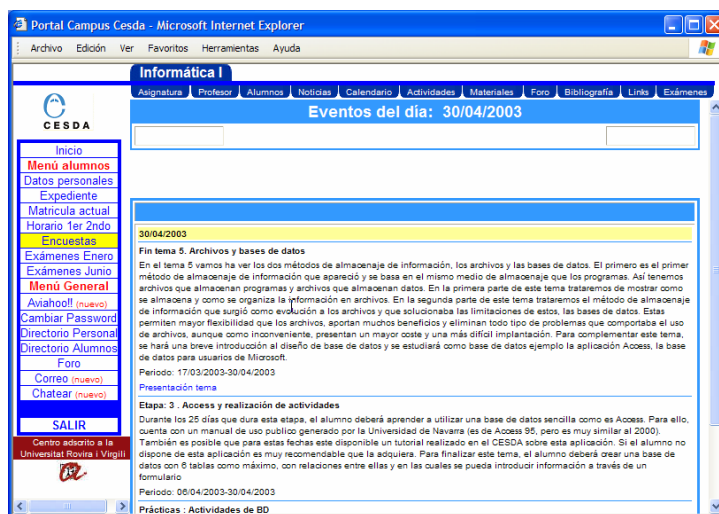 Portal Campus Cesda - Microsoft Internet Explorer
Archivo Edición Ver Favoritos Herramientas Ayuda
Informática I
Asignatura Profesor Alumnos Noticias Calendario Actividades Materiales Foro Bibliografía Links Exámenes
CESDA
Inicio
Menú alumnos
Datos personales
Expediente
Matricula actual
Horario 1er 2ndo
Encuestas
Exámenes Enero
Exámenes Junio
Menú General
Aviahoo!! (nuevo)
Cambiar Password
Directorio Personal
Directorio Alumnos
Foro
Correo (nuevo)
Chatear (nuevo)
SALIR
Centro adscrito a la
Universitat Rovira i Virgili
Eventos del día: 30/04/2003
30/04/2003
Fin tema 5. Archivos y bases de datos
En el tema 5 vamos ha ver los dos métodos de almacenaje de información, los archivos y las bases de datos. El primero es el primer
método de almacenaje de información que apareció y se basa en el mismo medio de almacenaje que los programas. Así tenemos
archivos que almacenan programas y archivos que almacenan datos. En la primera parte de este tema trataremos de mostrar como
se almacena y como se organiza la información en archivos. En la segunda parte de este tema trataremos el método de almacenaje
de información que surgió como evolución a los archivos y que solucionaba las limitaciones de estos, las bases de datos. Estas
permiten mayor flexibilidad que los archivos, aportan muchos beneficios y eliminan todo tipo de problemas que comportaba el uso
de archivos, aunque como inconveniente, presentan un mayor coste y una más difícil implantación. Para complementar este tema,
se hará una breve introducción al diseño de base de datos y se estudiará como base de datos ejemplo la aplicación Access, la base
de datos para usuarios de Microsoft.
Periodo: 17/03/2003-30/04/2003
Presentación tema
Etapa: 3 . Access y realización de actividades
Durante los 25 días que dura esta etapa, el alumno deberá aprender a utilizar una base de datos sencilla como es Access. Para ello,
cuenta con un manual de uso publico generado por la Universidad de Navarra (es de Access 95, pero es muy similar al 2000).
También es posible que para estas fechas este disponible un tutorial realizado en el CESDA sobre esta aplicación. Si el alumno no
dispone de esta aplicación es muy recomendable que la adquiera. Para finalizar este tema, el alumno deberá crear una base de
datos con 6 tablas como máximo, con relaciones entre ellas y en las cuales se pueda introducir información a través de un
formulario
Periodo: 06/04/2003-30/04/2003
Prácticas : Actividades de BD